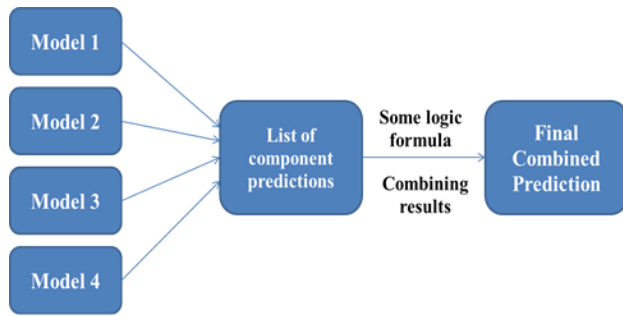 Model 1
Model 2
Model 3
Model 4
List of
component
predictions
Some logic
formula
Combining
results
Final
Combined
Prediction